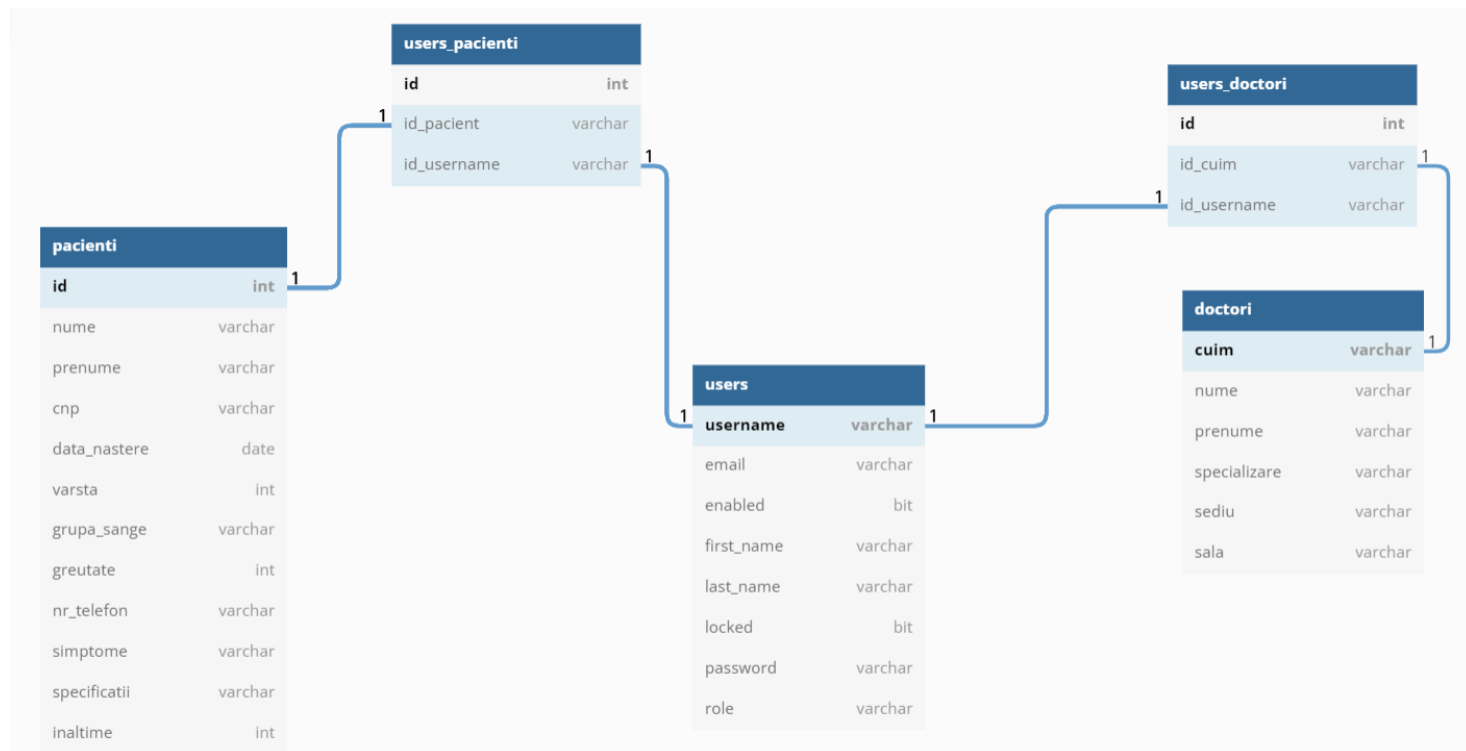 users_pacienti
id int
id_pacient varchar
id_username varchar
1
1
users_doctori
id int
id_cuim varchar
id_username varchar
1
1
pacienti
id int
nume varchar
prenume varchar
cnp varchar
data_nastere date
varsta int
grupa_sange varchar
greutate int
nr_telefon varchar
simptome varchar
specificatii varchar
inaltime int
1
users
username varchar
email varchar
enabled bit
first_name varchar
last_name varchar
locked bit
password varchar
role varchar
1
1
doctori
cuim varchar
nume varchar
prenume varchar
specializare varchar
sediu varchar
sala varchar
1